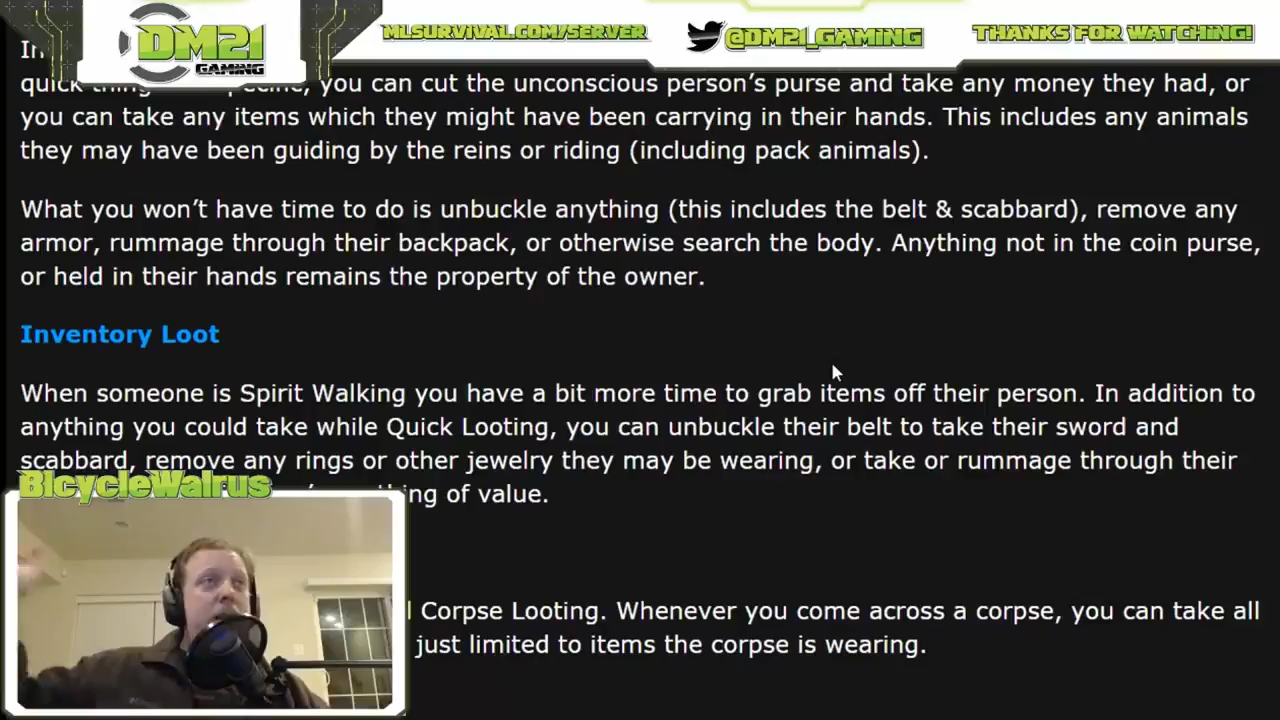 DM21
GAMING
MLSURVIVAL.COM/SERVER
@DM21_GAMING
THANKS FOR WATCHING!
In
quick you can cut the unconscious person's purse and take any money they had, or
you can take any items which they might have been carrying in their hands. This includes any animals
they may have been guiding by the reins or riding (including pack animals).
What you won't have time to do is unbuckle anything (this includes the belt & scabbard), remove any
armor, rummage through their backpack, or otherwise search the body. Anything not in the coin purse,
or held in their hands remains the property of the owner.
Inventory Loot
When someone is Spirit Walking you have a bit more time to grab items off their person. In addition to
anything you could take while Quick Looting, you can unbuckle their belt to take their sword and
scabbard, remove any rings or other jewelry they may be wearing, or take or rummage through their
BicycleWalrus
thing of value.
l Corpse Looting. Whenever you come across a corpse, you can take all
just limited to items the corpse is wearing.